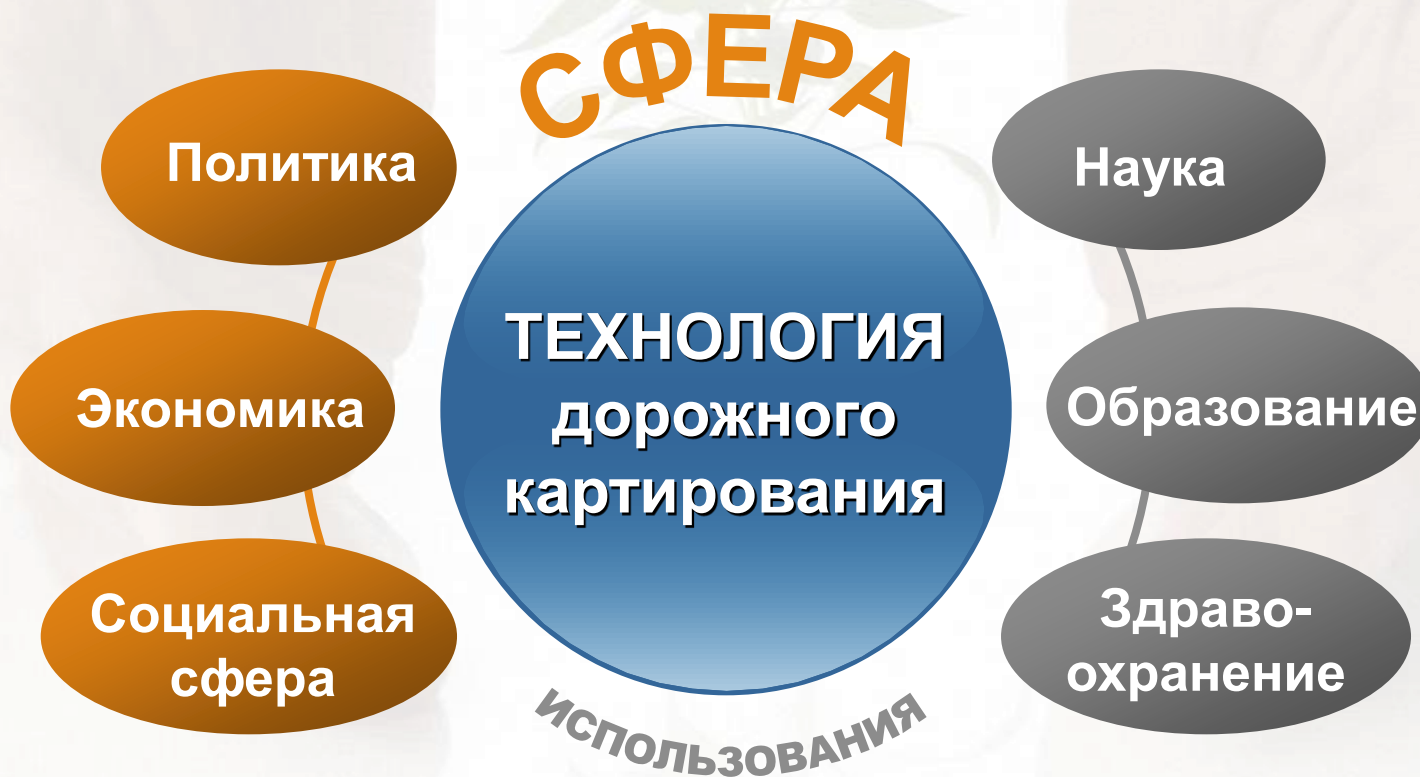 СФЕРА
Политика
Экономика
Социальная
сфера
ТЕХНОЛОГИЯ
дорожного
картирования
Наука
Образование
Здраво-
охранение
ИСПОЛЬЗОВАНИЯ